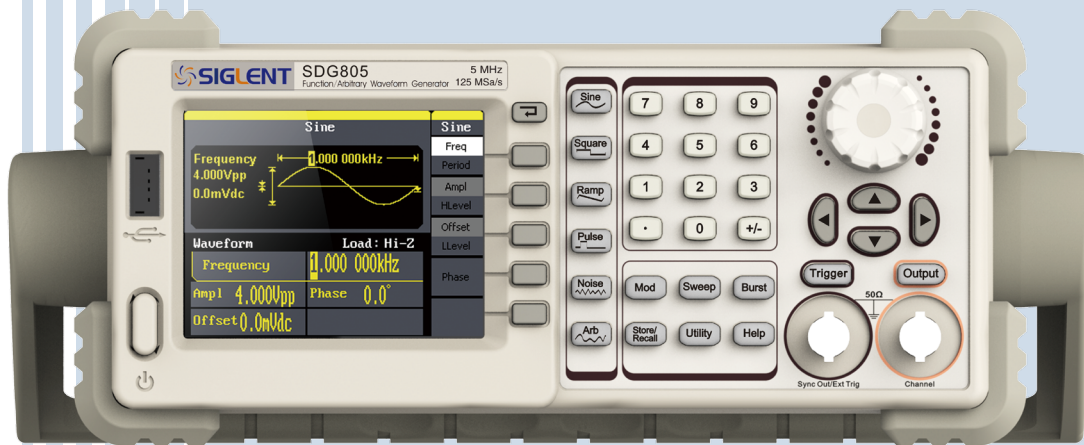 SIGLENT SDG805 5 MHz
Function/Arbitrary Waveform Generator 125 MSa/s
Sine Sine
Freq
Period
Ampl
HLevel
Offset
LLevel
Phase
Frequency 1.000 000kHz
4.000Vpp
0.0mVdc
Waveform Load: Hi-Z
Frequency 1.000 000kHz
Ampl 4.000Vpp Phase 0.0°
Offset 0.0mVdc
Sine
Square
Ramp
Pulse
Noise
Arb
7 8 9
4 5 6
1 2 3
· 0 +/-
Mod Sweep Burst
Store/
Recall Utility Help
Trigger Output
50Ω
Sync Out/Ext Trig Channel